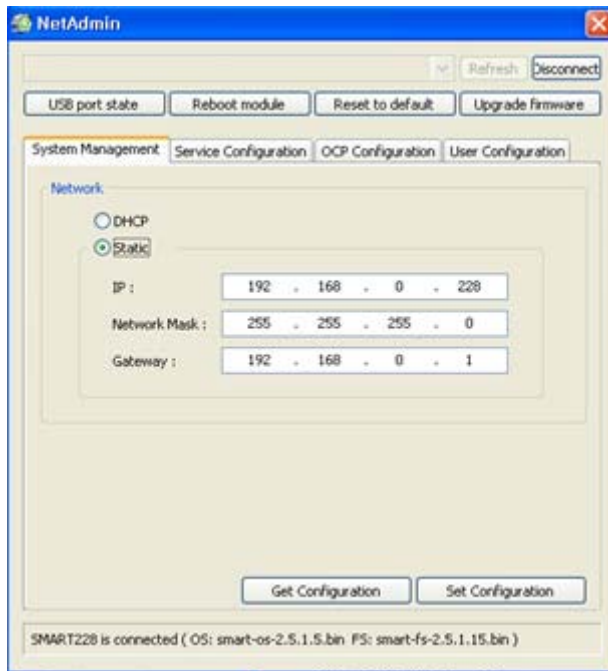 NetAdmin
Refresh Disconnect
USB port state Reboot module Reset to default Upgrade firmware
System Management Service Configuration OCP Configuration User Configuration
Network
DHCP
Static
IP : 192 . 168 . 0 . 228
Network Mask : 255 . 255 . 255 . 0
Gateway : 192 . 168 . 0 . 1
Get Configuration Set Configuration
SMART228 is connected ( OS: smart-os-2.5.1.5.bin FS: smart-fs-2.5.1.15.bin )